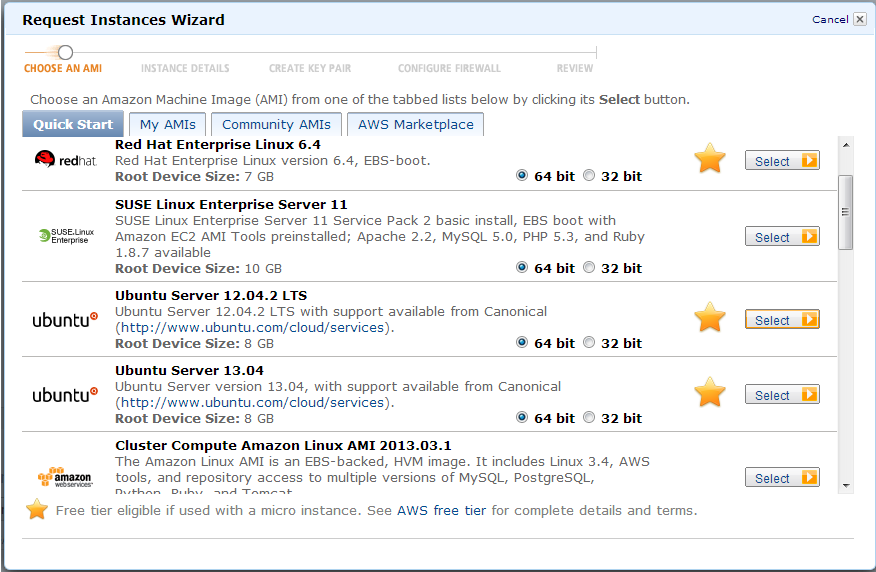 Request Instances Wizard
Cancel
CHOOSE AN AMI INSTANCE DETAILS CREATE KEY PAIR CONFIGURE FIREWALL REVIEW
Choose an Amazon Machine Image (AMI) from one of the tabbed lists below by clicking its Select button.
Quick Start My AMIs Community AMIs AWS Marketplace
redhat.
Red Hat Enterprise Linux 6.4
Red Hat Enterprise Linux version 6.4, EBS-boot.
Root Device Size: 7 GB
64 bit 32 bit
Select
SUSE.Linux
Enterprise
SUSE Linux Enterprise Server 11
SUSE Linux Enterprise Server 11 Service Pack 2 basic install, EBS boot with
Amazon EC2 AMI Tools preinstalled; Apache 2.2, MySQL 5.0, PHP 5.3, and Ruby
1.8.7 available
Root Device Size: 10 GB
64 bit 32 bit
Select
ubuntu
Ubuntu Server 12.04.2 LTS
Ubuntu Server 12.04.2 LTS with support available from Canonical
(http://www.ubuntu.com/cloud/services).
Root Device Size: 8 GB
64 bit 32 bit
Select
ubuntu
Ubuntu Server 13.04
Ubuntu Server version 13.04, with support available from Canonical
(http://www.ubuntu.com/cloud/services).
Root Device Size: 8 GB
64 bit 32 bit
Select
amazon
webservices
Cluster Compute Amazon Linux AMI 2013.03.1
The Amazon Linux AMI is an EBS-backed, HVM image. It includes Linux 3.4, AWS
tools, and repository access to multiple versions of MySQL, PostgreSQL,
Python, Ruby, and Tomcat
Select
Free tier eligible if used with a micro instance. See AWS free tier for complete details and terms.